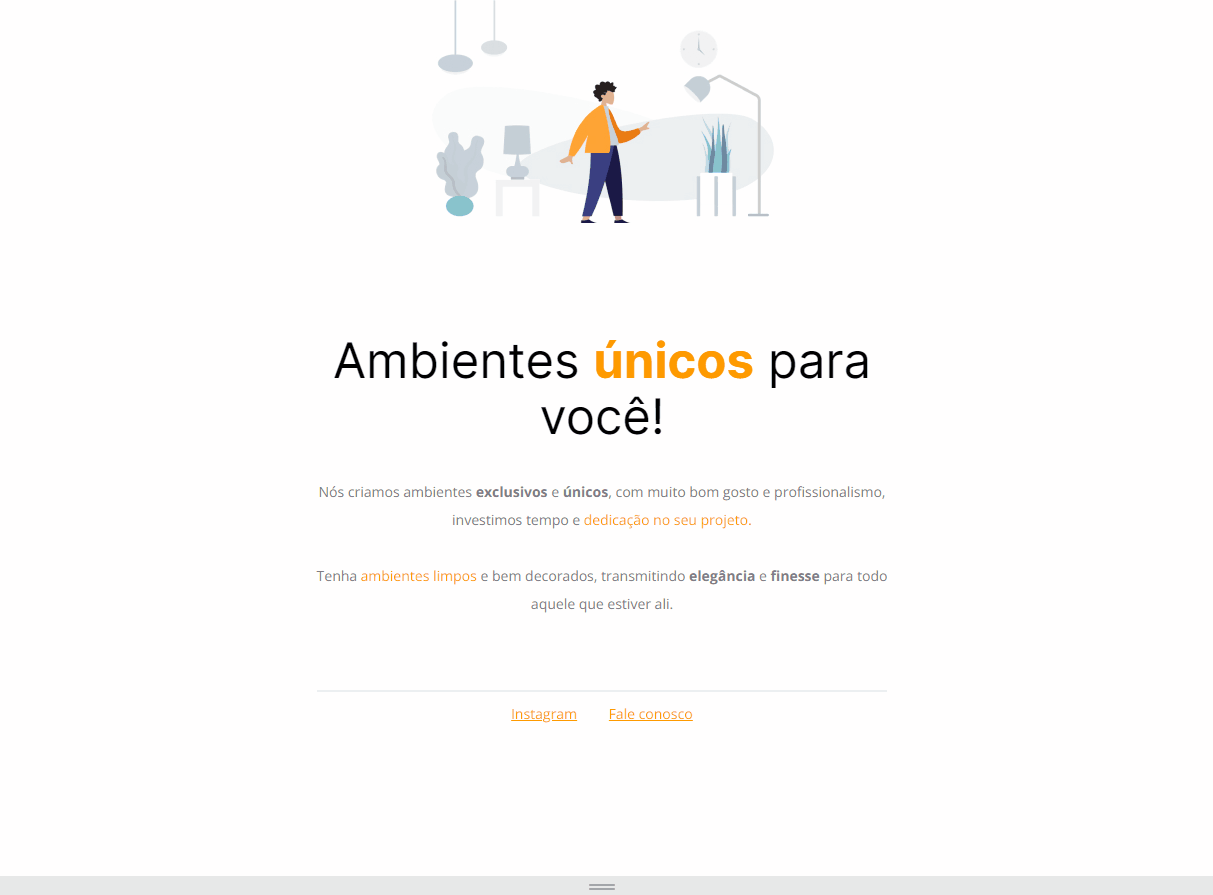 Ambientes únicos para
você!
Nós criamos ambientes exclusivos e únicos, com muito bom gosto e profissionalismo,
investimos tempo e dedicação no seu projeto.
Tenha ambientes limpos e bem decorados, transmitindo elegância e finesse para todo
aquele que estiver ali.
Instagram Fale conosco